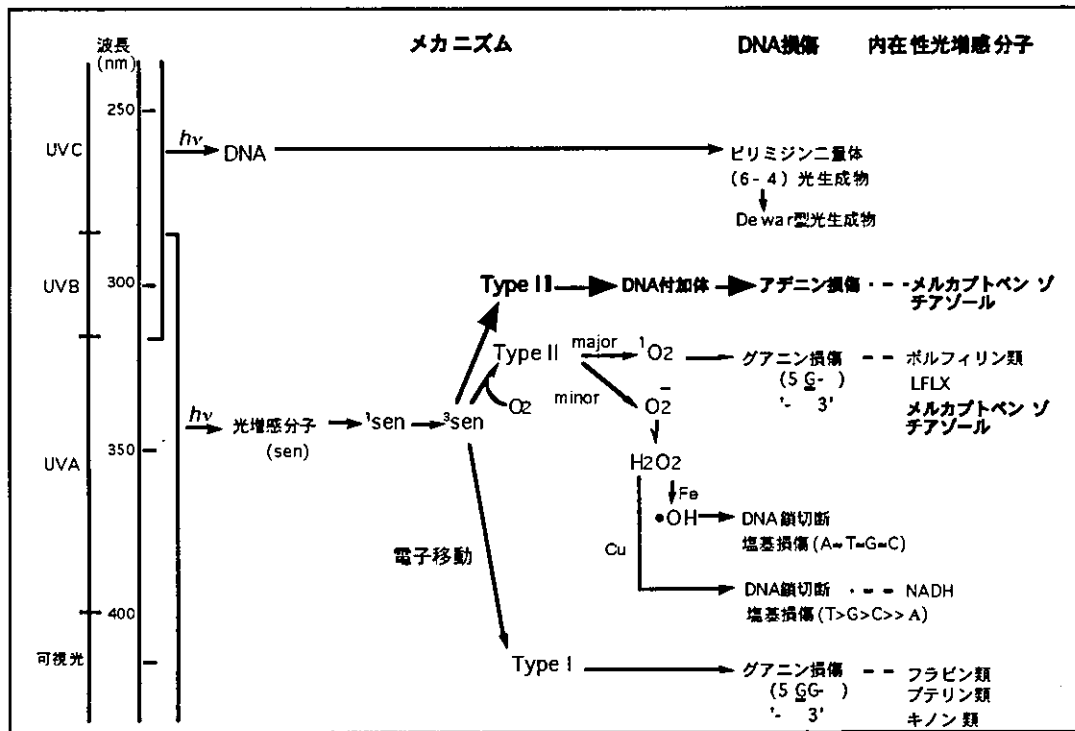 波長
(nm)
メカニズム
DNA損傷
内在性光増感分子
250
UVC
hν
DNA
ピリミジン二量体
(6-4) 光生成物
Dewar型光生成物
UVB
300
Type III
DNA付加体
アデニン損傷
メルカプトベンゾ
チアゾール
Type II
major
¹O2
グアニン損傷
(5 G- )
'- 3'
ポルフィリン類
LFLX
メルカプトベンゾ
チアゾール
O2
minor
O2⁻
hν
光増感分子
(sen)
¹sen
³sen
350
UVA
H2O2
Fe
•OH
DNA鎖切断
塩基損傷(A≈T≈G≈C)
電子移動
Cu
DNA鎖切断
塩基損傷(T>G>C>>A)
NADH
400
可視光
Type I
グアニン損傷
(5 GG- )
'- 3'
フラビン類
プテリン類
キノン類